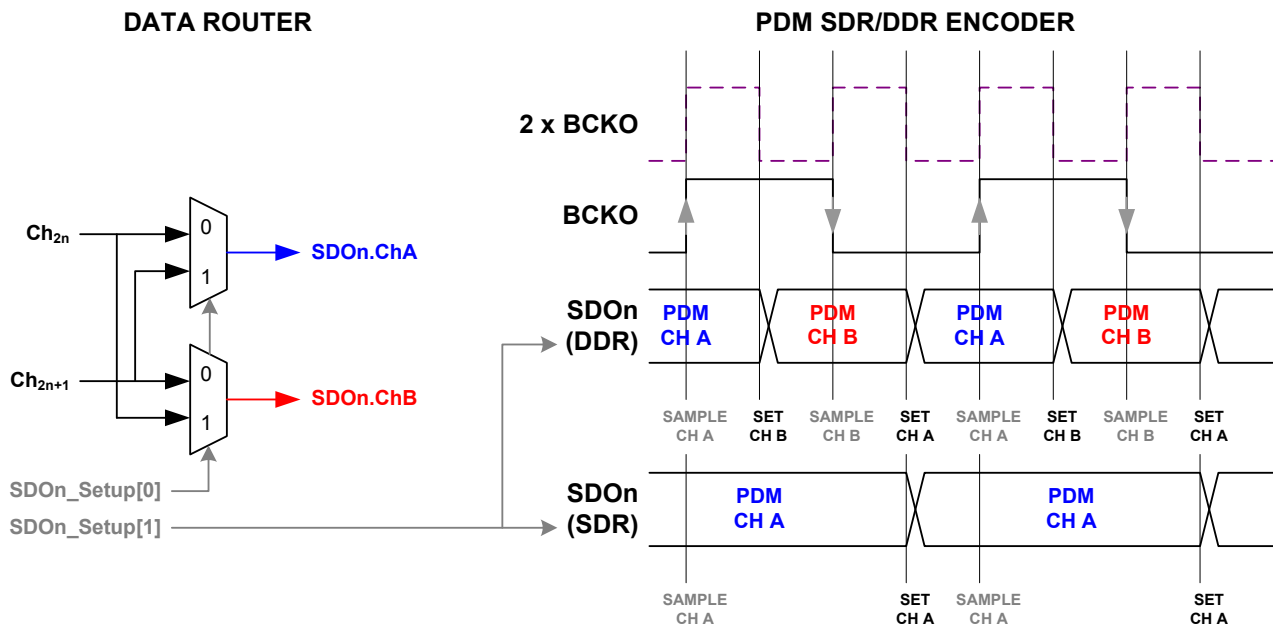 DATA ROUTER
PDM SDR/DDR ENCODER
2 x BCKO
BCKO
Ch2n
0
1
SDOn.ChA
Ch2n+1
0
1
SDOn.ChB
SDOn_Setup[0]
SDOn_Setup[1]
SDOn
(DDR)
PDM
CH A
PDM
CH B
PDM
CH A
PDM
CH B
SAMPLE
CH A
SET
CH B
SAMPLE
CH B
SET
CH A
SAMPLE
CH A
SET
CH B
SAMPLE
CH B
SET
CH A
SDOn
(SDR)
PDM
CH A
PDM
CH A
SAMPLE
CH A
SET
CH A
SAMPLE
CH A
SET
CH A